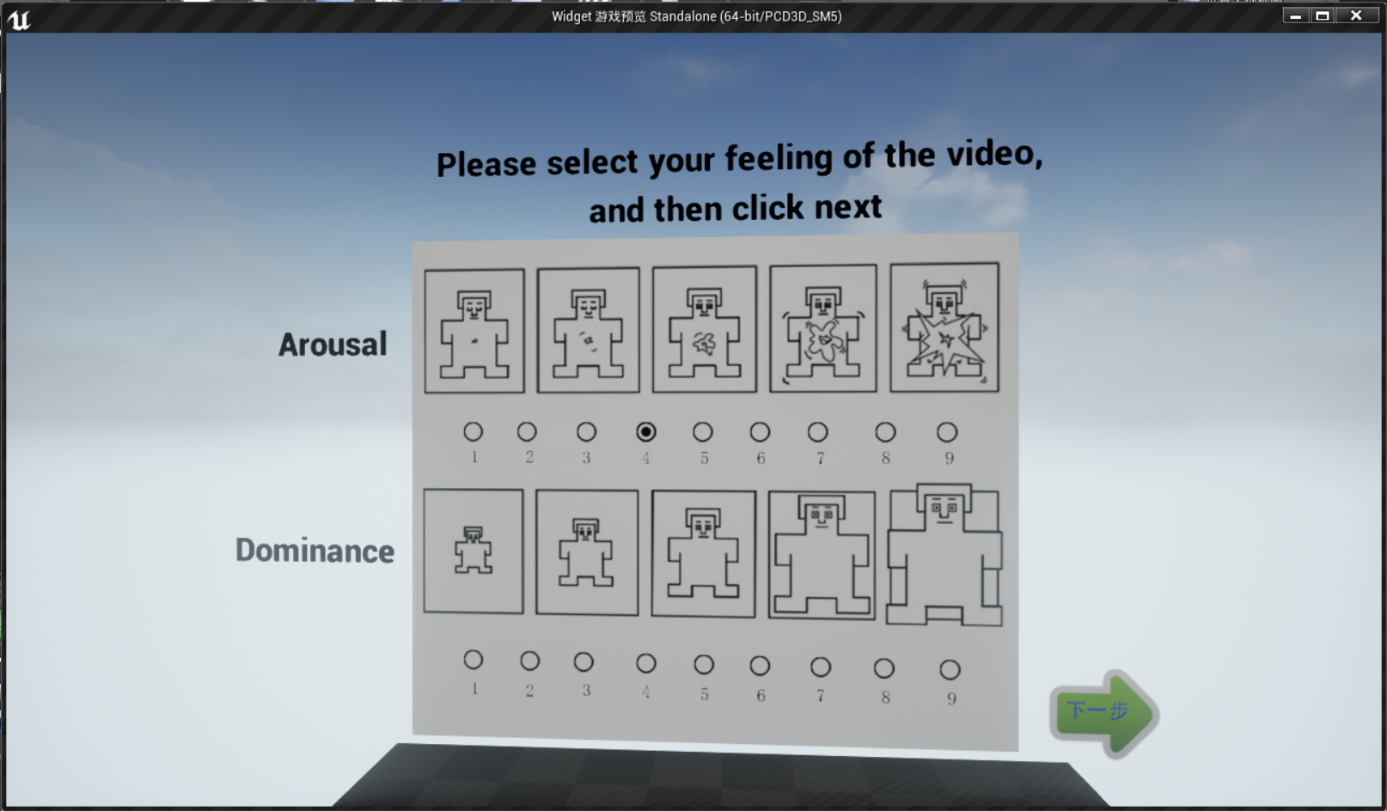 Widget 游戏预览 Standalone (64-bit/PCD3D_SM5)
Please select your feeling of the video,
and then click next
Arousal
1 2 3 4 5 6 7 8 9
Dominance
1 2 3 4 5 6 7 8 9
下一步